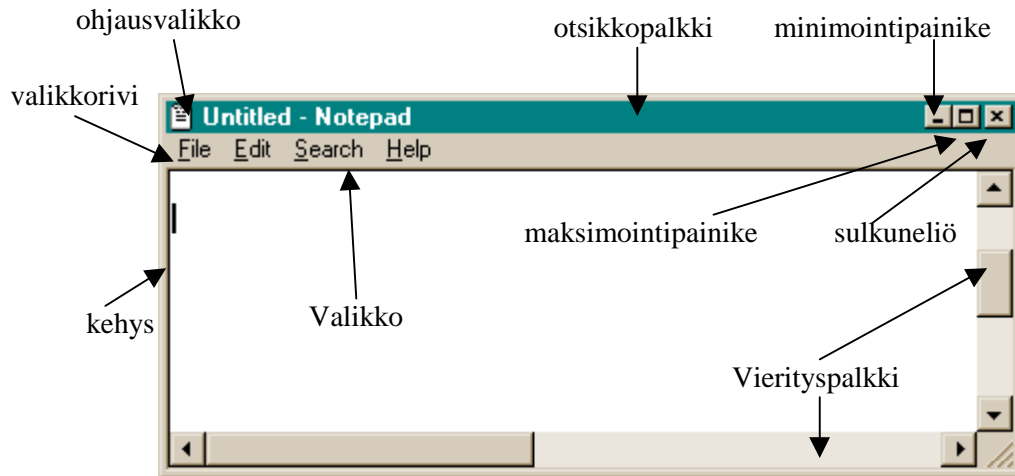 ohjausvalikko otsikkopalkki minimointipainike
valikkorivi
Untitled - Notepad
File Edit Search Help
maksimointipainike sulkuneliö
kehys Valikko
Vierityspalkki